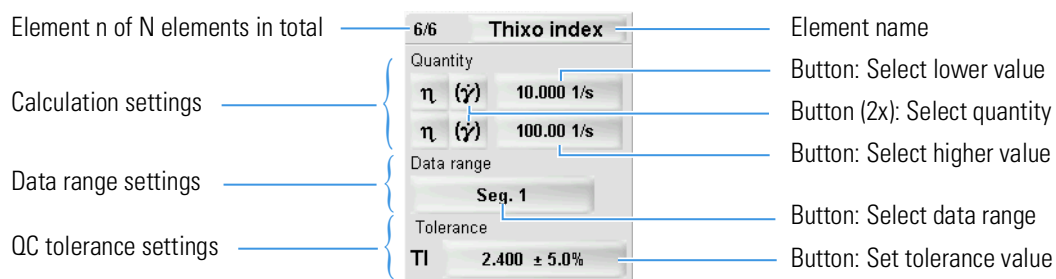 Element n of N elements in total
6/6
Thixo index
Element name
Quantity
Button: Select lower value
η (γ̇) 10.000 1/s
Calculation settings
Button (2x): Select quantity
η (γ̇) 100.00 1/s
Button: Select higher value
Data range
Data range settings
Seg. 1
Button: Select data range
Tolerance
QC tolerance settings
TI 2.400 ± 5.0%
Button: Set tolerance value